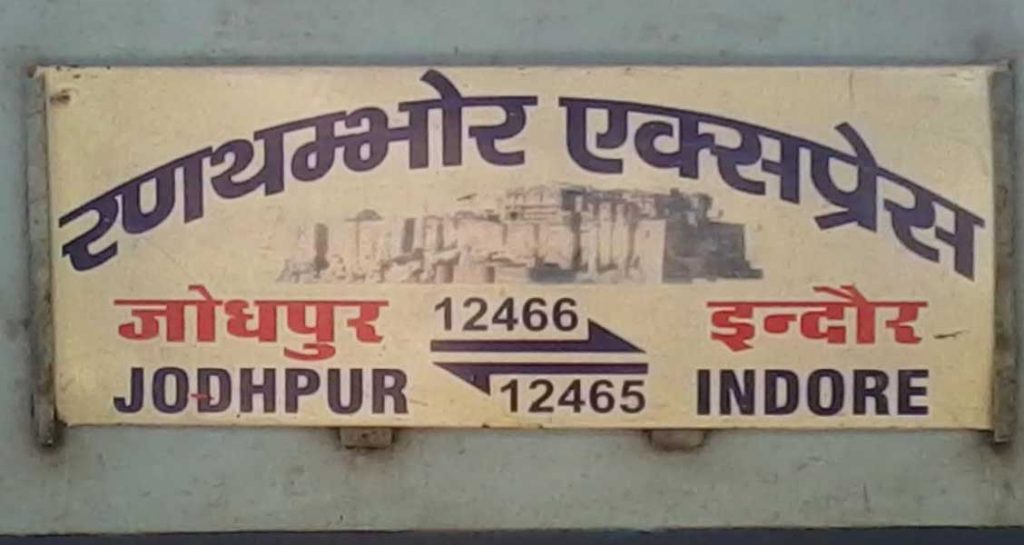 रणथम्भोर एक्सप्रेस
जोधपुर 12466 इन्दौर
JODHPUR 12465 INDORE